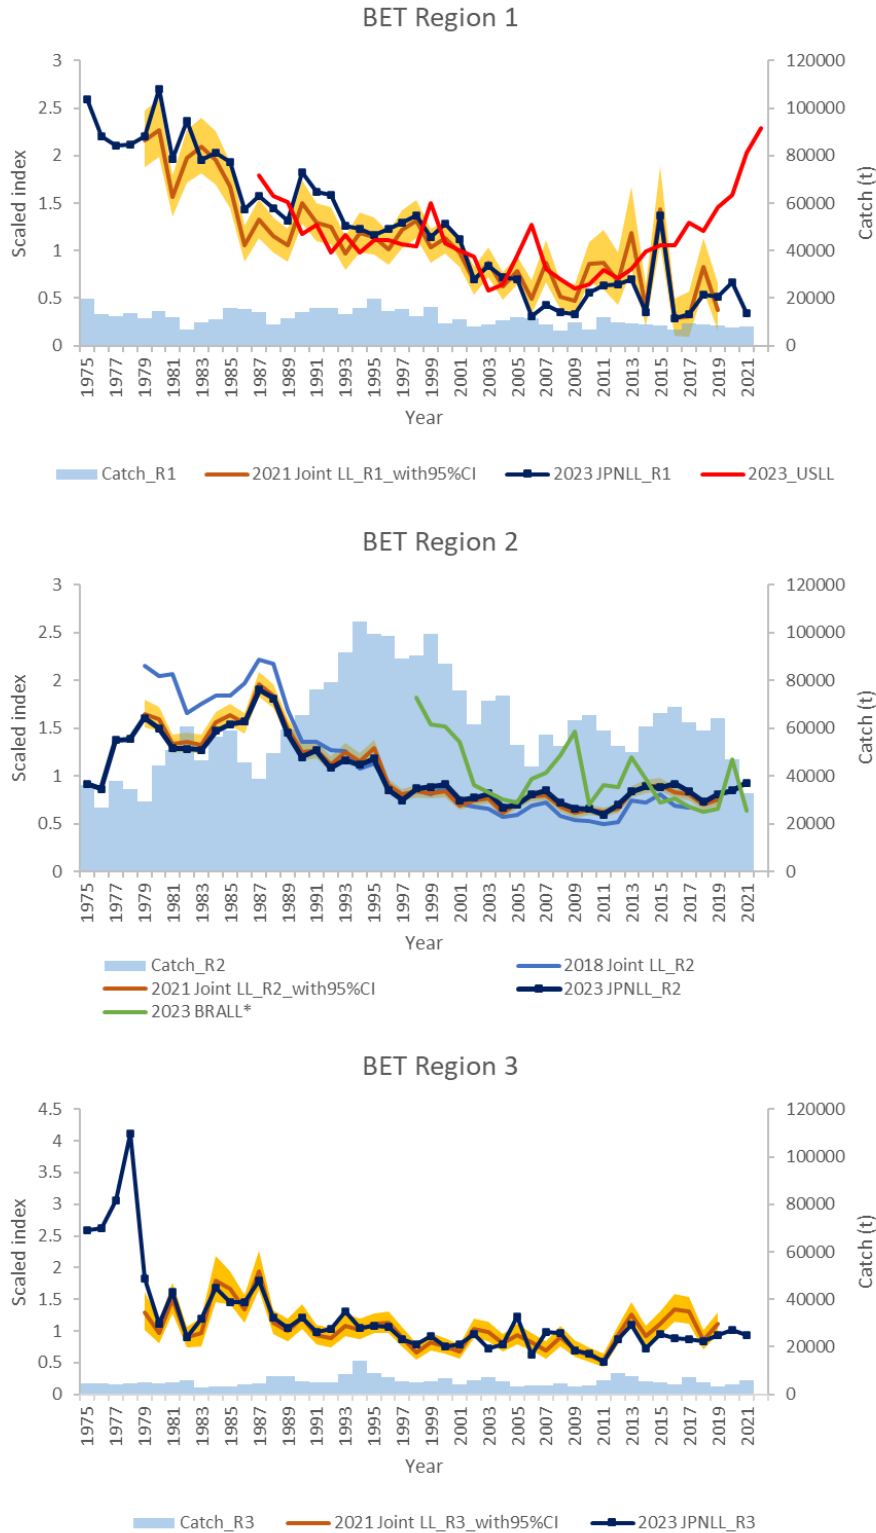 BET Region 1
3
2.5
2
1.5
1
0.5
0
Scaled index
120000
100000
80000
60000
40000
20000
0
Catch (t)
1975 1977 1979 1981 1983 1985 1987 1989 1991 1993 1995 1997 1999 2001 2003 2005 2007 2009 2011 2013 2015 2017 2019 2021
Year
Catch_R1 2021 Joint LL_R1_with95%CI 2023 JPNLL_R1 2023_USLL
BET Region 2
3
2.5
2
1.5
1
0.5
0
Scaled index
120000
100000
80000
60000
40000
20000
0
Catch (t)
1975 1977 1979 1981 1983 1985 1987 1989 1991 1993 1995 1997 1999 2001 2003 2005 2007 2009 2011 2013 2015 2017 2019 2021
Year
Catch_R2 2018 Joint LL_R2
2021 Joint LL_R2_with95%CI 2023 JPNLL_R2
2023 BRALL*
BET Region 3
4.5
4
3.5
3
2.5
2
1.5
1
0.5
0
Scaled index
120000
100000
80000
60000
40000
20000
0
Catch (t)
1975 1977 1979 1981 1983 1985 1987 1989 1991 1993 1995 1997 1999 2001 2003 2005 2007 2009 2011 2013 2015 2017 2019 2021
Year
Catch_R3 2021 Joint LL_R3_with95%CI 2023 JPNLL_R3